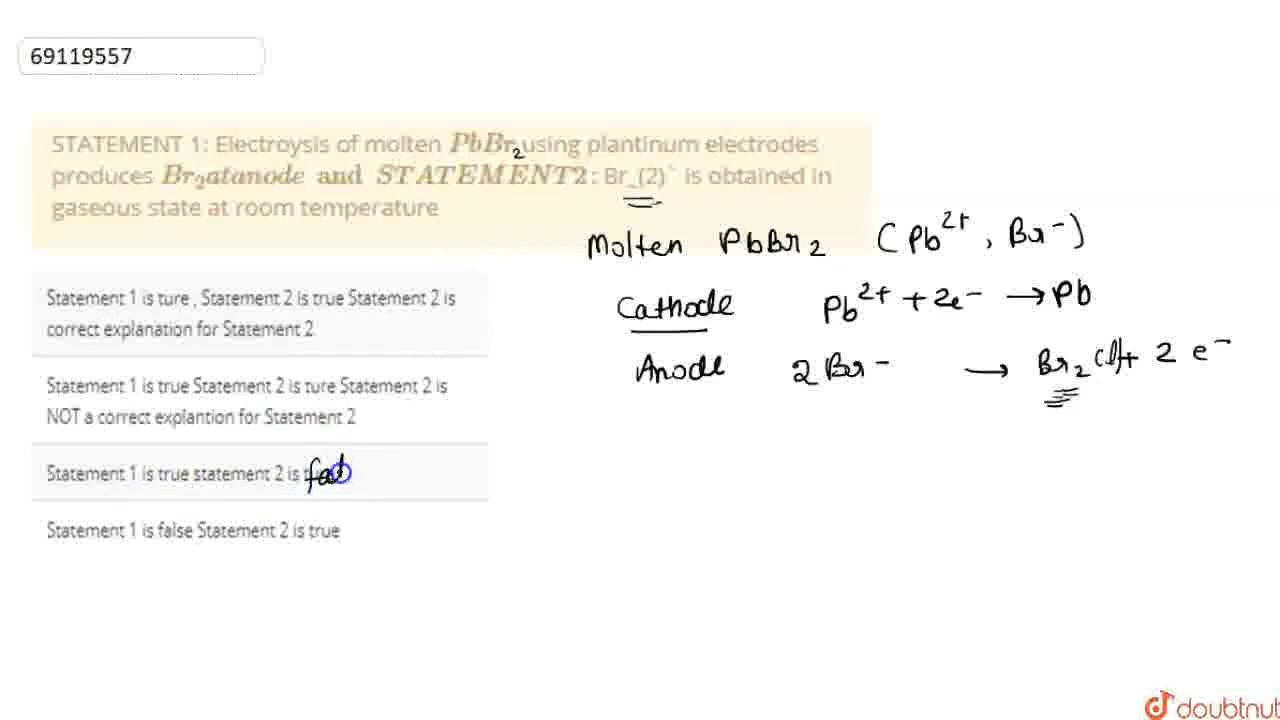 69119557
STATEMENT 1: Electroysis of molten PbBr2 using plantinum electrodes
produces Br2atanode and STATEMENT2: Br_(2)` is obtained in
gaseous state at room temperature
Molten PbBr2 (Pb2+, Br−)
Statement 1 is ture , Statement 2 is true Statement 2 is
correct explanation for Statement 2
Cathode Pb2+ + 2e− → Pb
Anode 2Br− → Br2 (l) + 2e−
Statement 1 is true Statement 2 is ture Statement 2 is
NOT a correct explantion for Statement 2
Statement 1 is true statement 2 is
Statement 1 is false Statement 2 is true
doubtnut